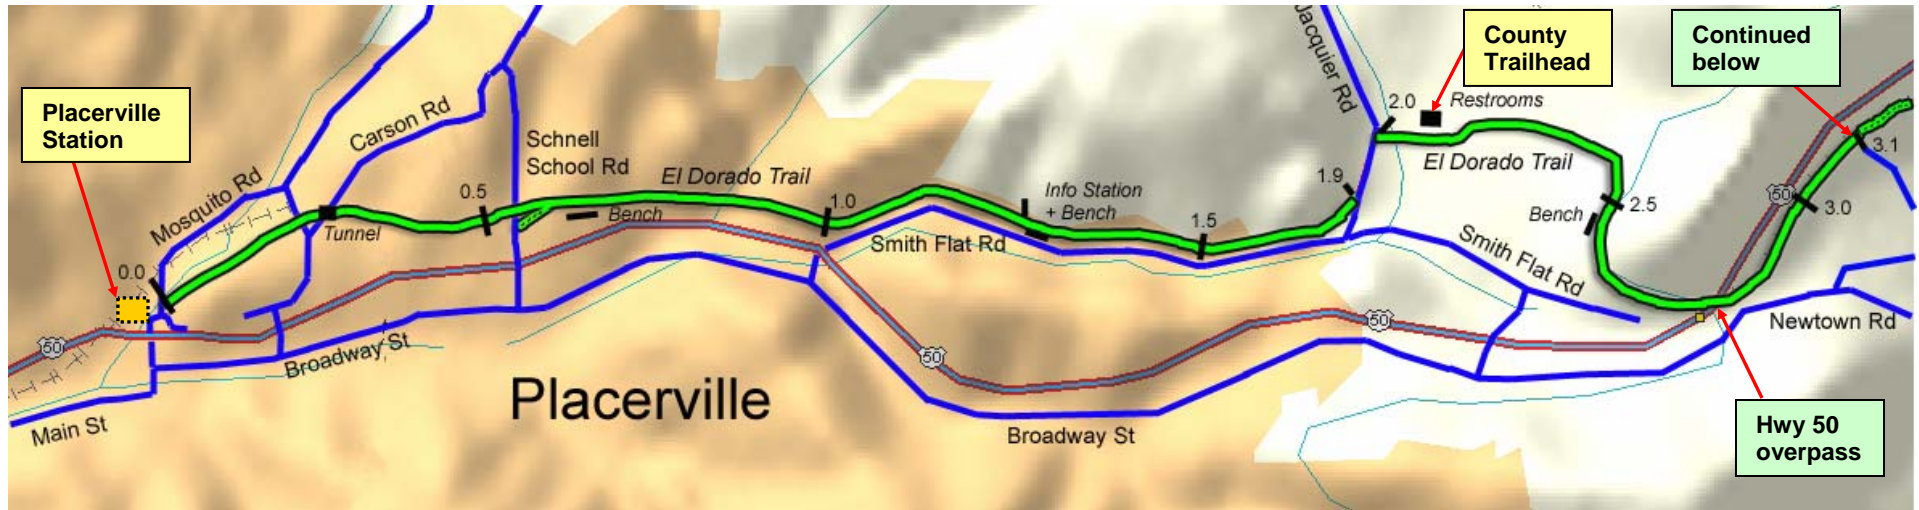 Placerville
Station
Mosquito Rd
Carson Rd
Schnell
School Rd
El Dorado Trail
Jacquier Rd
County
Trailhead
Continued
below
2.0
Restrooms
El Dorado Trail
3.1
0.0
Tunnel
0.5
Bench
1.0
Info Station
+ Bench
1.9
1.5
Smith Flat Rd
Bench
2.5
50
3.0
Smith Flat Rd
50
Broadway St
50
50
Newtown Rd
Main St
Placerville
Broadway St
Hwy 50
overpass